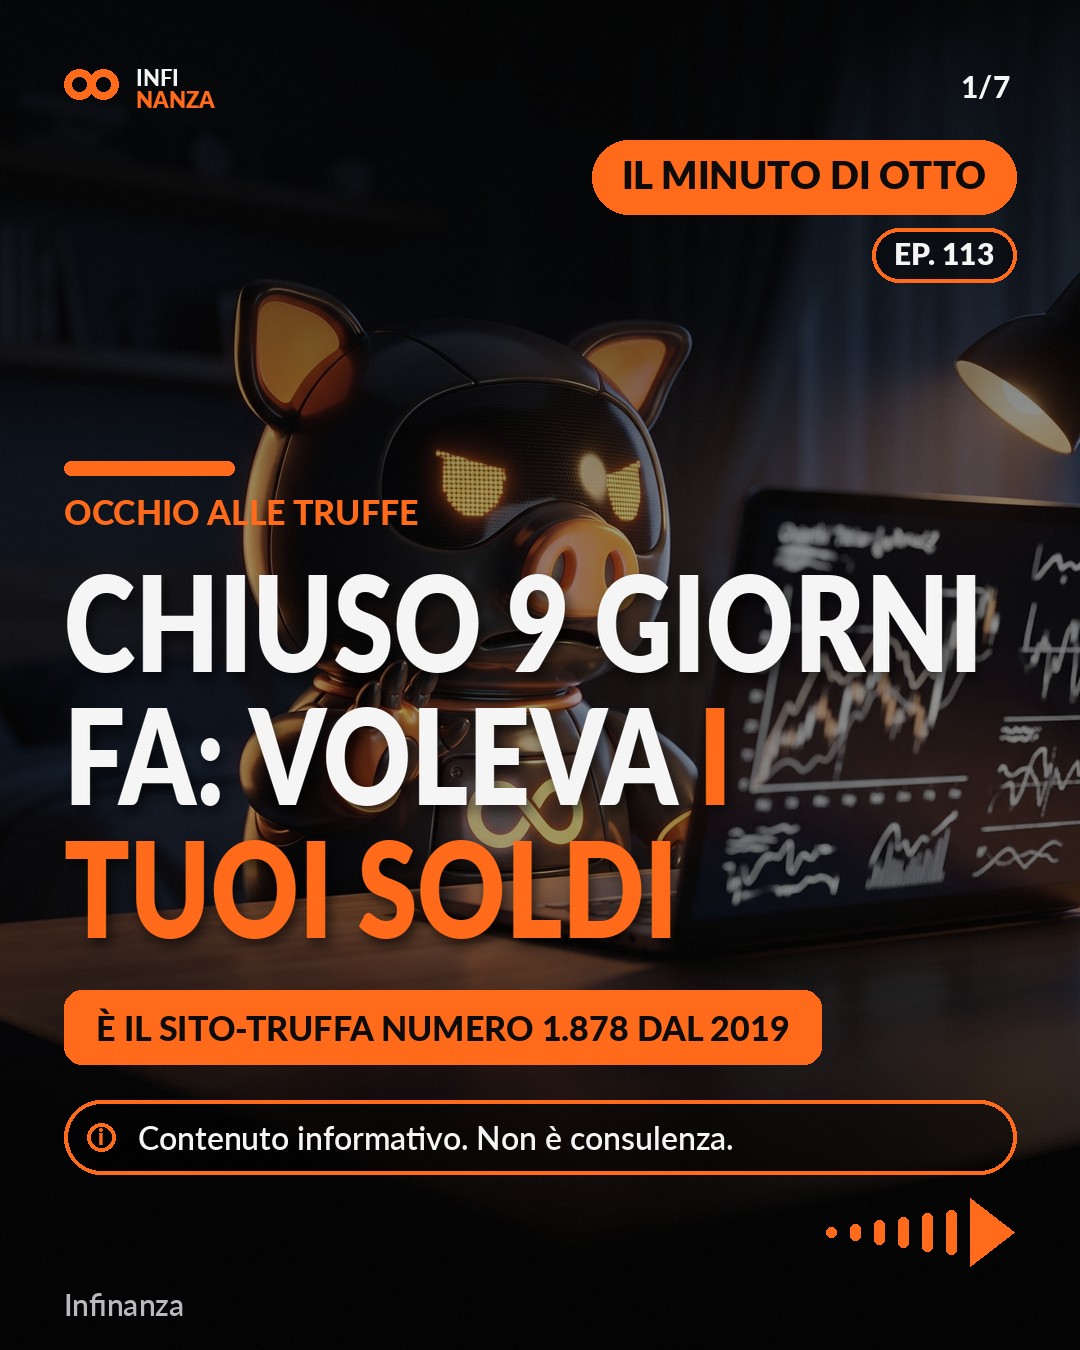 INFI
NANZA
1/7
IL MINUTO DI OTTO
EP. 113
OCCHIO ALLE TRUFFE
CHIUSO 9 GIORNI
FA: VOLEVA I
TUOI SOLDI
È IL SITO-TRUFFA NUMERO 1.878 DAL 2019
Contenuto informativo. Non è consulenza.
Infinanza